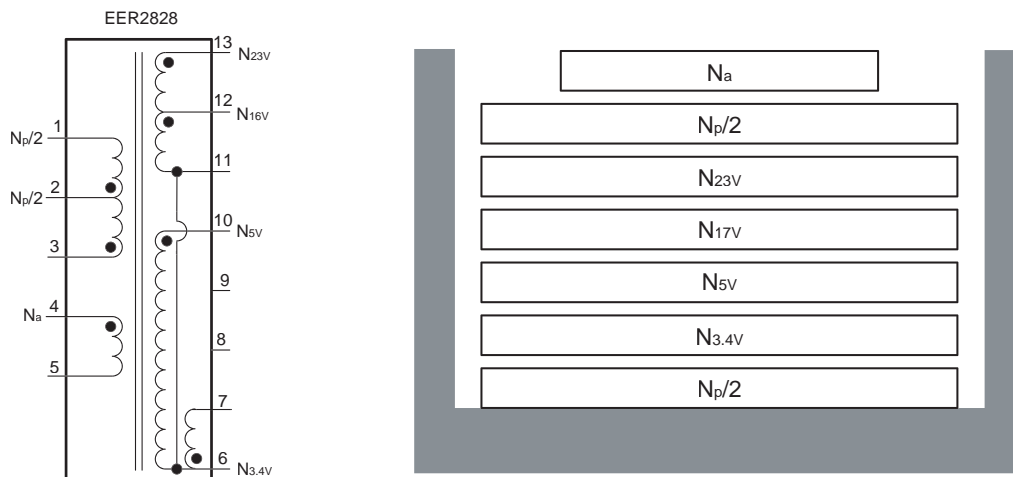 EER2828
13 N23V
12 N16V
1
Np/2
11
2
Np/2
10 N5V
3
9
Na 4
8
5
7
6 N3.4V
Na
Np/2
N23V
N17V
N5V
N3.4V
Np/2